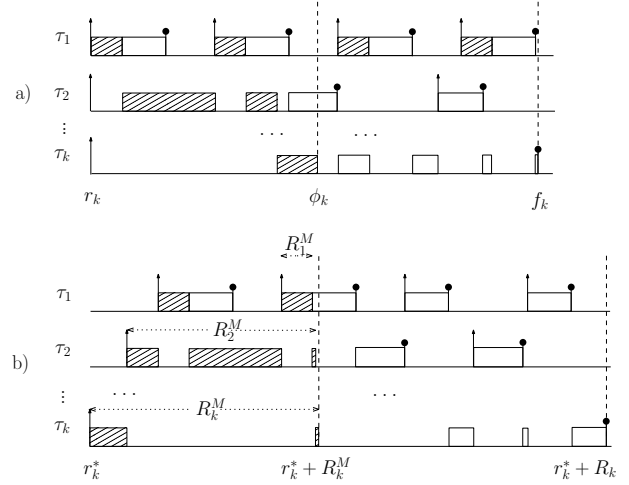 τ₁
a)
τ₂
⋮
. . .
. . .
τₖ
rₖ
ϕₖ
fₖ
R₁ᴹ
τ₁
R₂ᴹ
b)
τ₂
⋮
. . .
. . .
Rₖᴹ
τₖ
rₖ*
rₖ* + Rₖᴹ
rₖ* + Rₖ